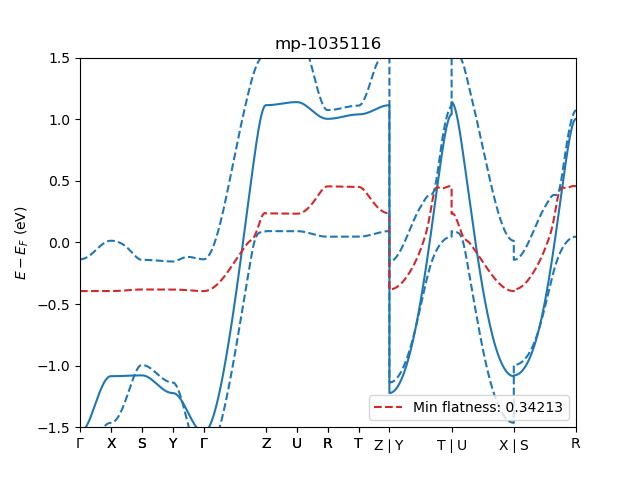 mp-1035116
E − E_F (eV)
1.5
1.0
0.5
0.0
−0.5
−1.0
−1.5
Min flatness: 0.34213
Γ X S Y Γ Z U R T Z | Y T | U X | S R